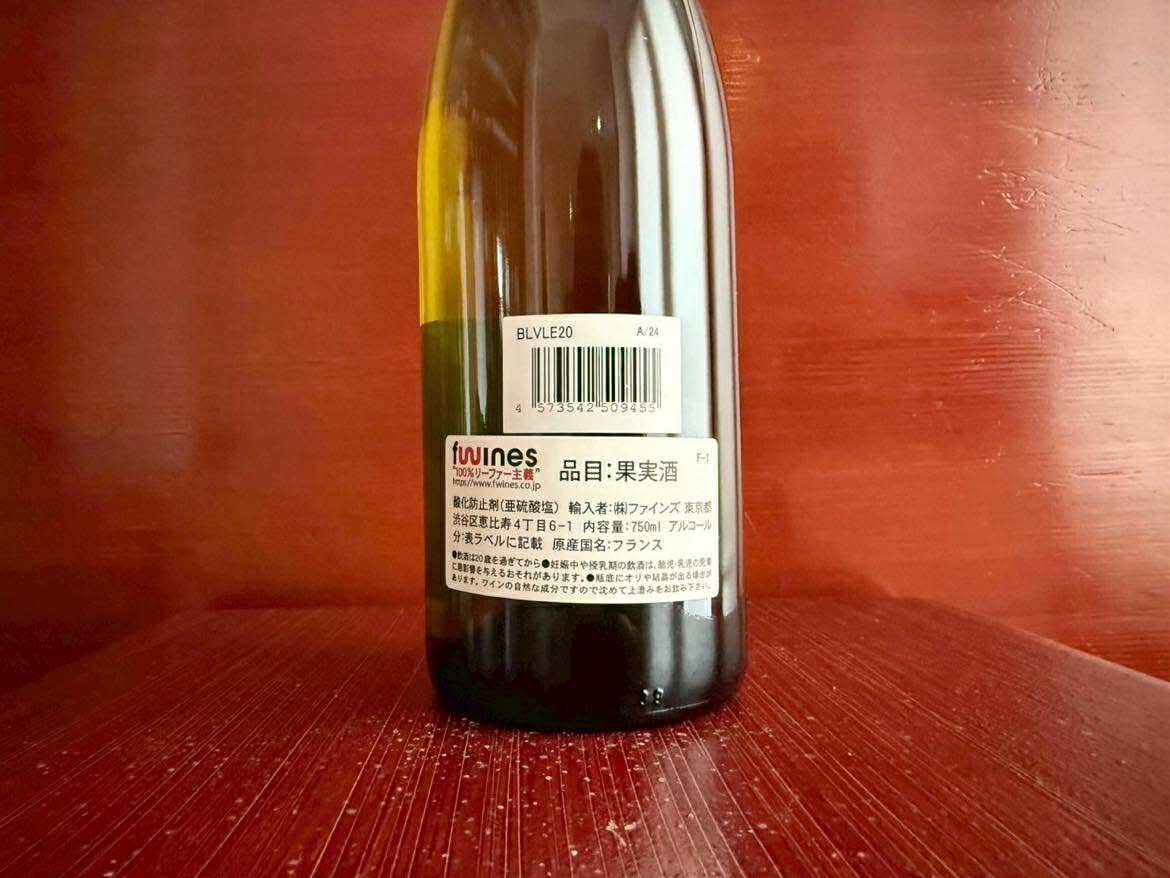 BLVLE20 A/24
4 573542 509455
fwines
"100%リーファー主義"
https://www.fwines.co.jp
品目:果実酒
F-1
酸化防止剤(亜硫酸塩) 輸入者:㈱ファインズ 東京都
渋谷区恵比寿4丁目6-1 内容量:750ml アルコール
分:表ラベルに記載 原産国名:フランス
●飲酒は20歳を過ぎてから●妊娠中や授乳期の飲酒は、胎児・乳児の発育
に悪影響を与えるおそれがあります。●瓶底にオリや結晶が出る場合が
あります。ワインの自然な成分ですので沈めて上澄みをお飲み下さい。